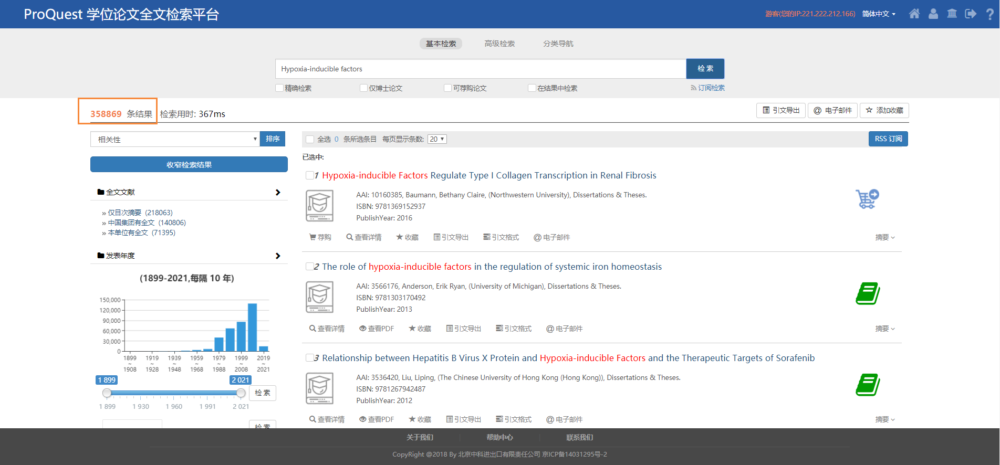 ProQuest 学位论文全文检索平台
游客(您的IP:221.222.212.166) 简体中文
基本检索 高级检索 分类导航
Hypoxia-inducible factors 检 索
精确检索 仅博士论文 可荐购论文 在结果中检索 订阅检索
358869 条结果 检索用时: 367ms
引文导出 @ 电子邮件 添加收藏
相关性 排序
全选 0 条所选条目 每页显示条数: 20 RSS 订阅
已选中:
收窄检索结果
全文文献
» 仅目次摘要 (218063)
» 中国集团有全文 (140806)
» 本单位有全文 (71395)
发表年度
(1899-2021,每隔 10 年)
150,000
120,000
90,000
60,000
30,000
0
1899 1919 1939 1959 1979 1999 2019
~ ~ ~ ~ ~ ~ ~
1908 1928 1948 1968 1988 2008 2021
1 899 2 021
检 索
1 899 1 930 1 960 1 991 2 021
检 索
1 Hypoxia-inducible Factors Regulate Type I Collagen Transcription in Renal Fibrosis
AAI: 10160385, Baumann, Bethany Claire, (Northwestern University), Dissertations & Theses.
ISBN: 9781369152937
PublishYear: 2016
荐购 查看详情 收藏 引文导出 引文格式 @ 电子邮件 摘要
2 The role of hypoxia-inducible factors in the regulation of systemic iron homeostasis
AAI: 3566176, Anderson, Erik Ryan, (University of Michigan), Dissertations & Theses.
ISBN: 9781303170492
PublishYear: 2013
查看详情 查看PDF 收藏 引文导出 引文格式 @ 电子邮件 摘要
3 Relationship between Hepatitis B Virus X Protein and Hypoxia-inducible Factors and the Therapeutic Targets of Sorafenib
AAI: 3536420, Liu, Liping, (The Chinese University of Hong Kong (Hong Kong)), Dissertations & Theses.
ISBN: 9781267942487
PublishYear: 2012
查看详情 查看PDF 收藏 引文导出 引文格式 @ 电子邮件 摘要
关于我们 | 帮助中心 | 联系我们
CopyRight @2018 By 北京中科进出口有限责任公司 京ICP备14031295号-2